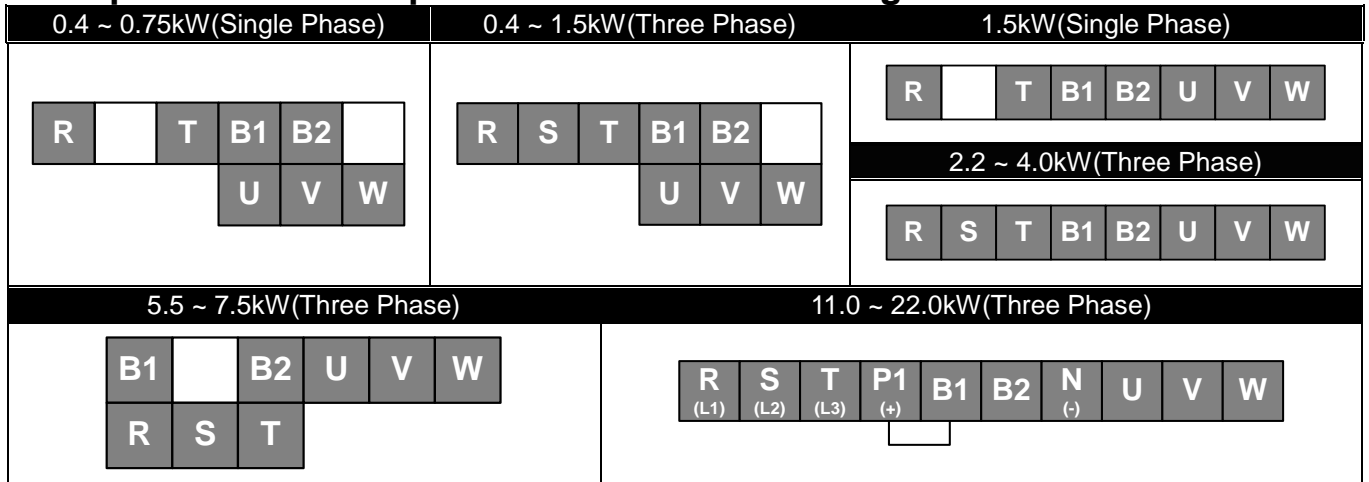 0.4 ~ 0.75kW(Single Phase)
R T B1 B2
U V W
0.4 ~ 1.5kW(Three Phase)
R S T B1 B2
U V W
1.5kW(Single Phase)
R T B1 B2 U V W
2.2 ~ 4.0kW(Three Phase)
R S T B1 B2 U V W
5.5 ~ 7.5kW(Three Phase)
B1 B2 U V W
R S T
11.0 ~ 22.0kW(Three Phase)
R S T P1 B1 B2 N U V W
(L1) (L2) (L3) (+) (-)